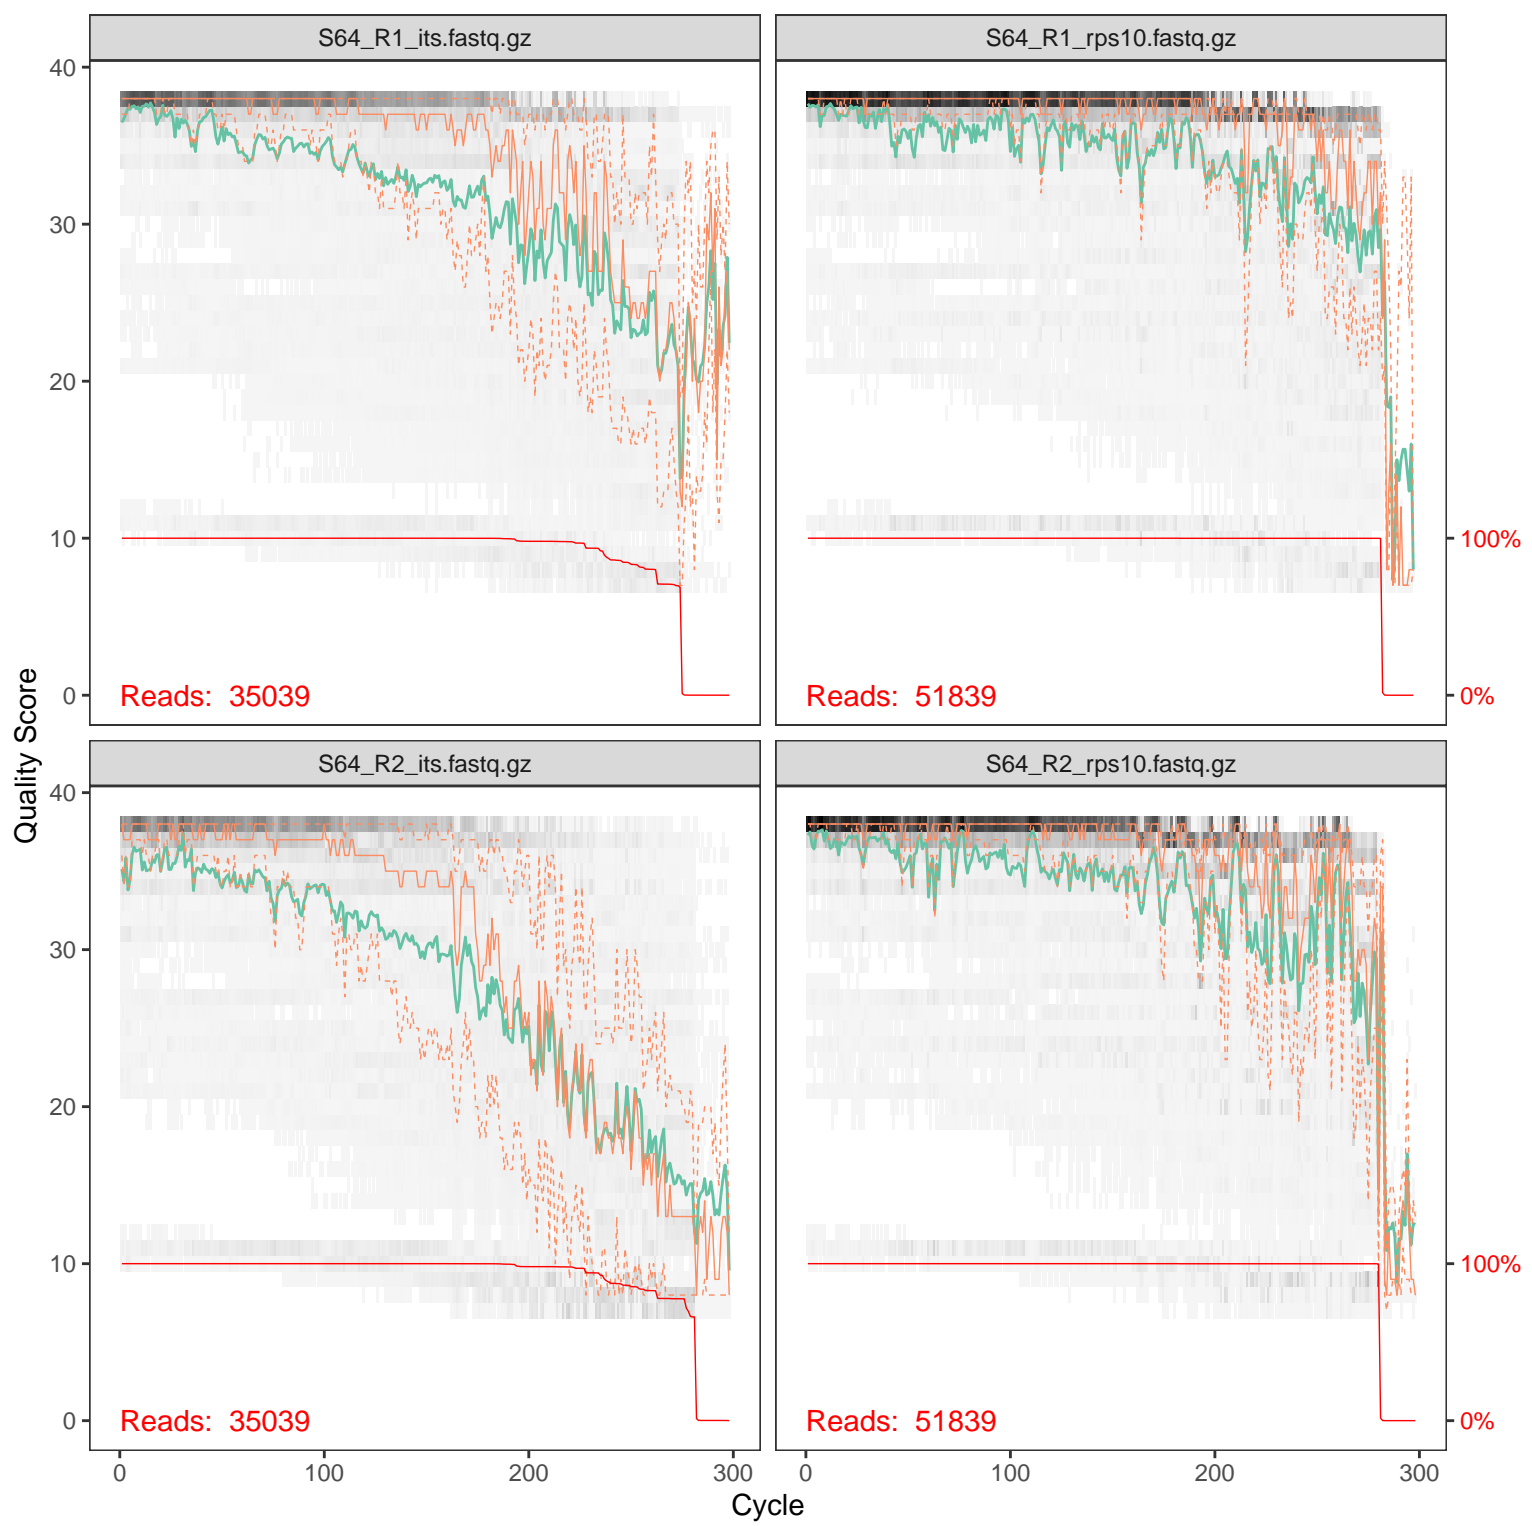 S64_R1_its.fastq.gz
S64_R1_rps10.fastq.gz
40
30
20
10
0
100%
0%
Reads: 35039
Reads: 51839
S64_R2_its.fastq.gz
S64_R2_rps10.fastq.gz
40
30
20
10
0
100%
0%
Reads: 35039
Reads: 51839
0 100 200 300
0 100 200 300
Cycle
Quality Score